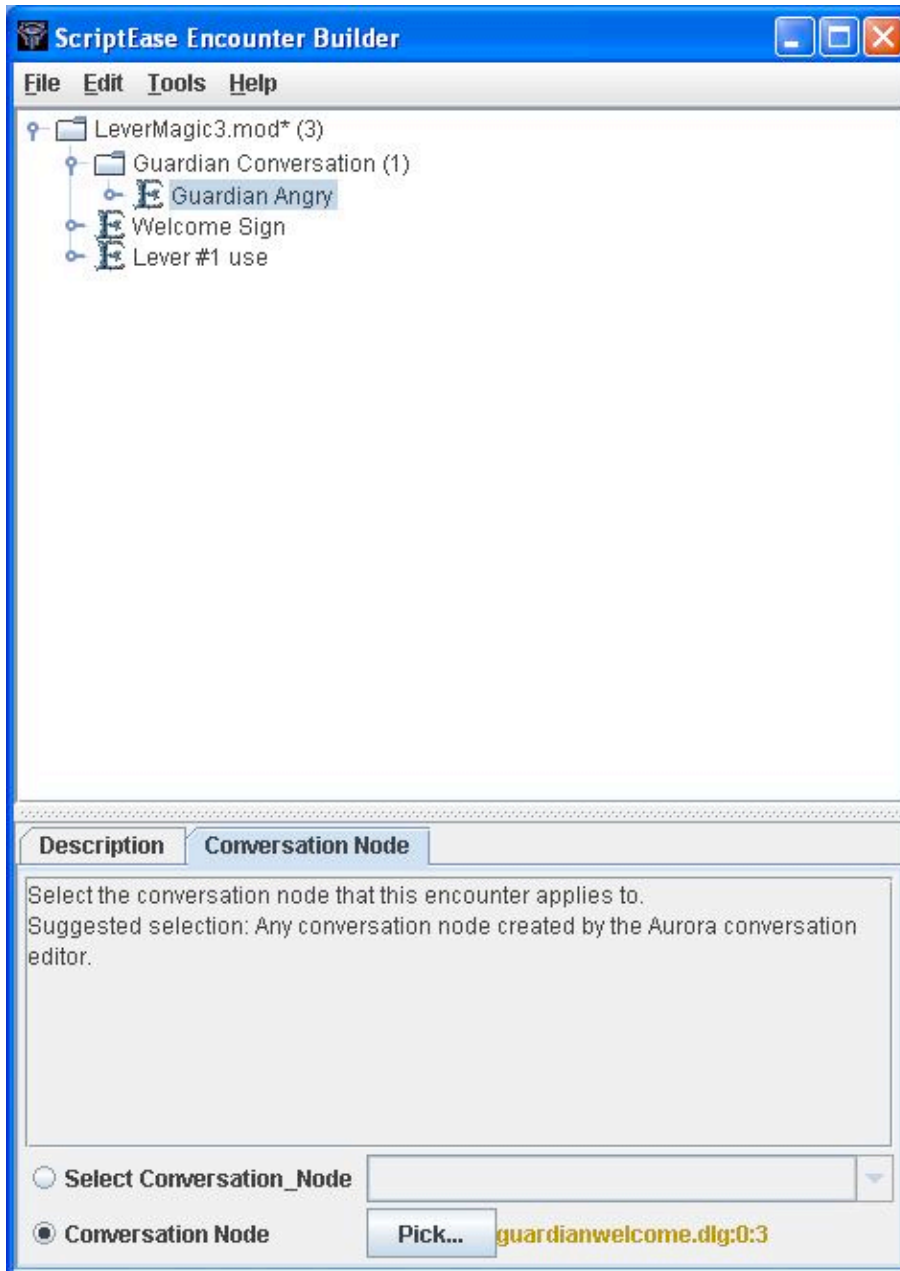 ScriptEase Encounter Builder
File Edit Tools Help
LeverMagic3.mod* (3)
Guardian Conversation (1)
Guardian Angry
Welcome Sign
Lever #1 use
Description Conversation Node
Select the conversation node that this encounter applies to.
Suggested selection: Any conversation node created by the Aurora conversation
editor.
Select Conversation_Node
Conversation Node Pick... guardianwelcome.dlg:0:3